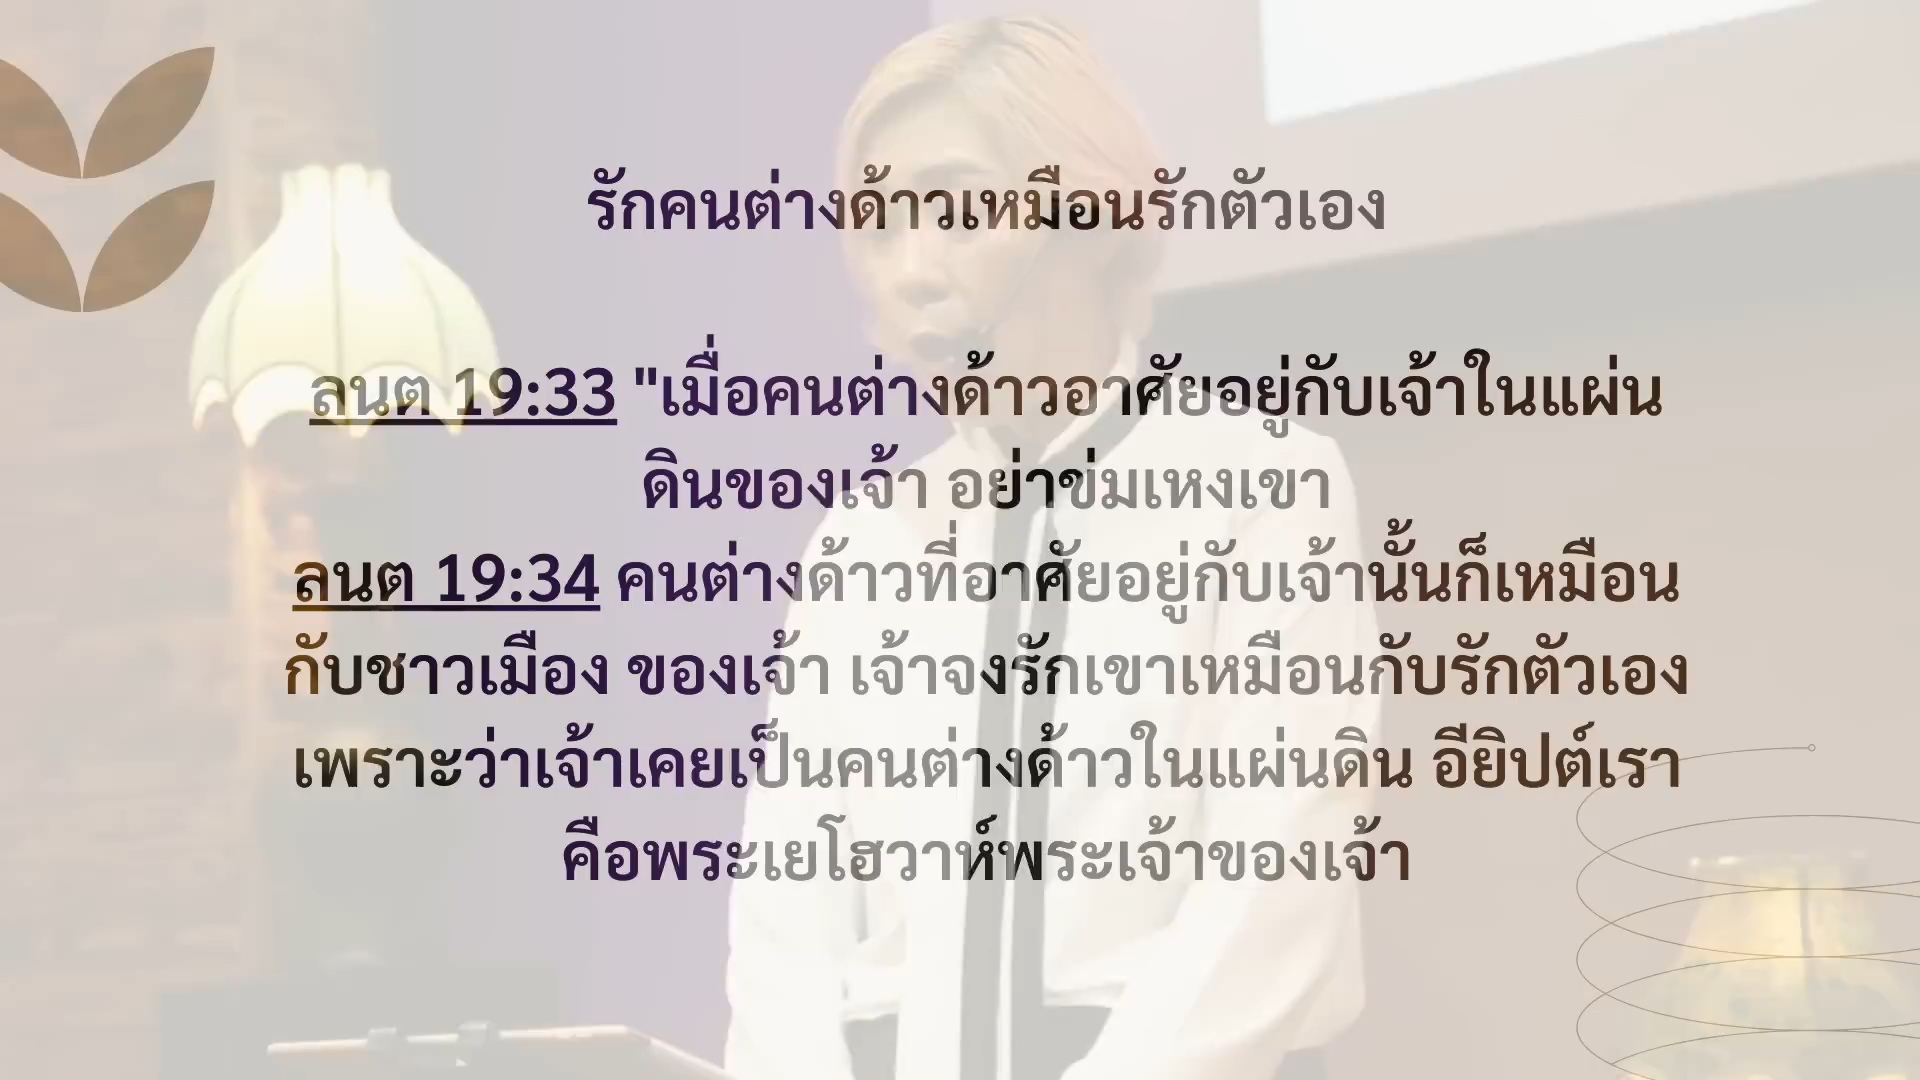 รักคนต่างด้าวเหมือนรักตัวเอง
ลนต 19:33 "เมื่อคนต่างด้าวอาศัยอยู่กับเจ้าในแผ่น
ดินของเจ้า อย่าข่มเหงเขา
ลนต 19:34 คนต่างด้าวที่อาศัยอยู่กับเจ้านั้นก็เหมือน
กับชาวเมือง ของเจ้า เจ้าจงรักเขาเหมือนกับรักตัวเอง
เพราะว่าเจ้าเคยเป็นคนต่างด้าวในแผ่นดิน อียิปต์เรา
คือพระเยโฮวาห์พระเจ้าของเจ้า